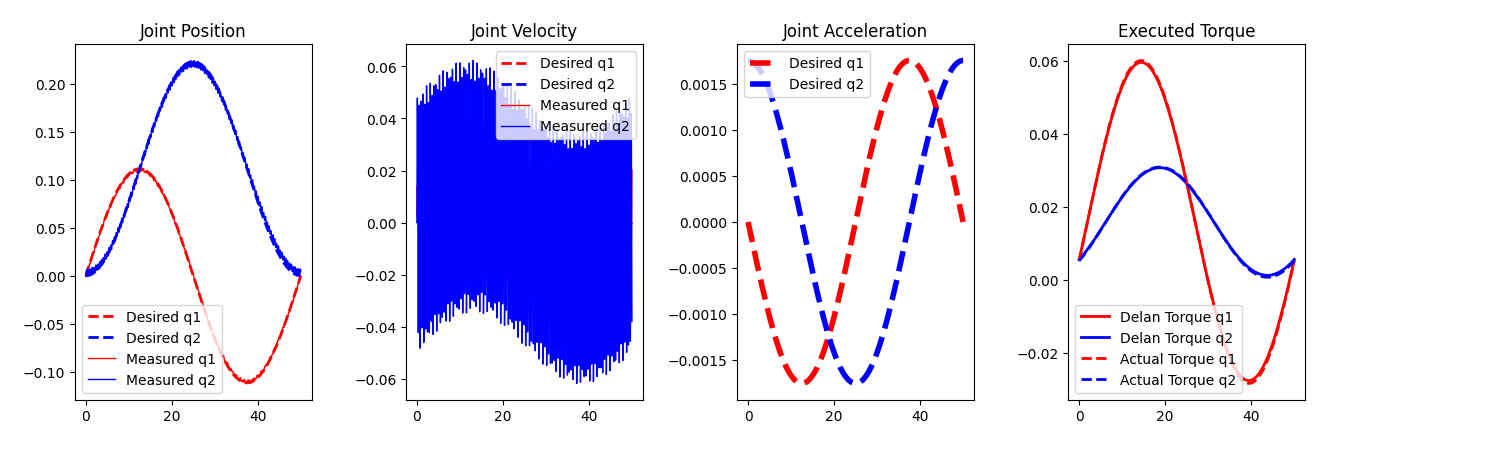 Joint Position
0.20
0.15
0.10
0.05
0.00
−0.05
−0.10
Desired q1
Desired q2
Measured q1
Measured q2
0
20
40
Joint Velocity
0.06
0.04
0.02
0.00
−0.02
−0.04
−0.06
Desired q1
Desired q2
Measured q1
Measured q2
0
20
40
Joint Acceleration
0.0015
0.0010
0.0005
0.0000
−0.0005
−0.0010
−0.0015
Desired q1
Desired q2
0
20
40
Executed Torque
0.06
0.04
0.02
0.00
−0.02
Delan Torque q1
Delan Torque q2
Actual Torque q1
Actual Torque q2
0
20
40